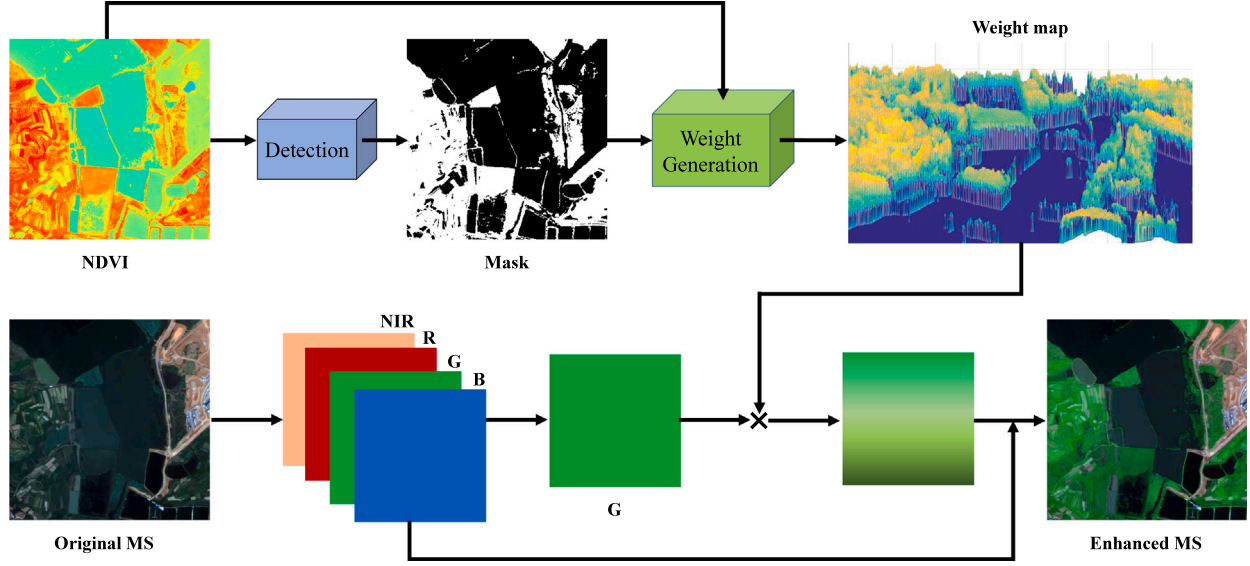 Weight map
Detection
Weight
Generation
NDVI
Mask
NIR
R
G
B
G
Original MS
Enhanced MS